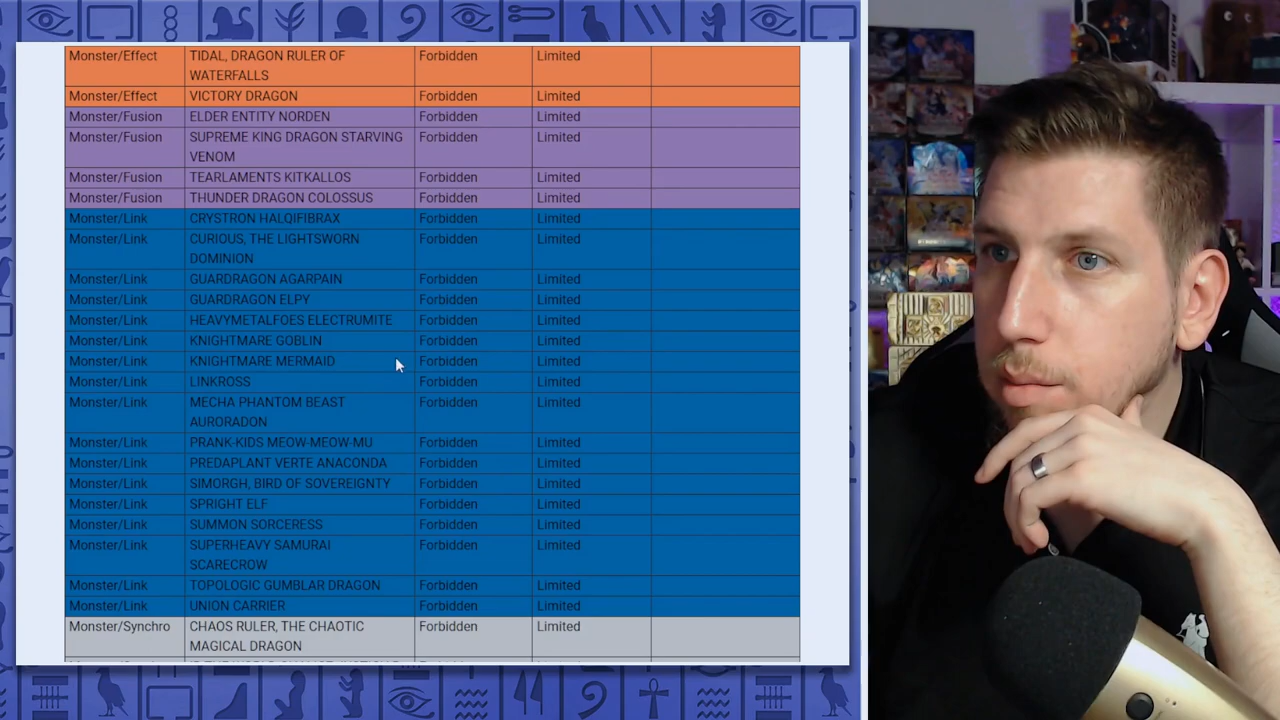 Monster/Effect TIDAL, DRAGON RULER OF Forbidden Limited
WATERFALLS
Monster/Effect VICTORY DRAGON Forbidden Limited
Monster/Fusion ELDER ENTITY NORDEN Forbidden Limited
Monster/Fusion SUPREME KING DRAGON STARVING Forbidden Limited
VENOM
Monster/Fusion TEARLAMENTS KITKALLOS Forbidden Limited
Monster/Fusion THUNDER DRAGON COLOSSUS Forbidden Limited
Monster/Link CRYSTRON HALQIFIBRAX Forbidden Limited
Monster/Link CURIOUS, THE LIGHTSWORN Forbidden Limited
DOMINION
Monster/Link GUARDRAGON AGARPAIN Forbidden Limited
Monster/Link GUARDRAGON ELPY Forbidden Limited
Monster/Link HEAVYMETALFOES ELECTRUMITE Forbidden Limited
Monster/Link KNIGHTMARE GOBLIN Forbidden Limited
Monster/Link KNIGHTMARE MERMAID Forbidden Limited
Monster/Link LINKROSS Forbidden Limited
Monster/Link MECHA PHANTOM BEAST Forbidden Limited
AURORADON
Monster/Link PRANK-KIDS MEOW-MEOW-MU Forbidden Limited
Monster/Link PREDAPLANT VERTE ANACONDA Forbidden Limited
Monster/Link SIMORGH, BIRD OF SOVEREIGNTY Forbidden Limited
Monster/Link SPRIGHT ELF Forbidden Limited
Monster/Link SUMMON SORCERESS Forbidden Limited
Monster/Link SUPERHEAVY SAMURAI Forbidden Limited
SCARECROW
Monster/Link TOPOLOGIC GUMBLAR DRAGON Forbidden Limited
Monster/Link UNION CARRIER Forbidden Limited
Monster/Synchro CHAOS RULER, THE CHAOTIC Forbidden Limited
MAGICAL DRAGON